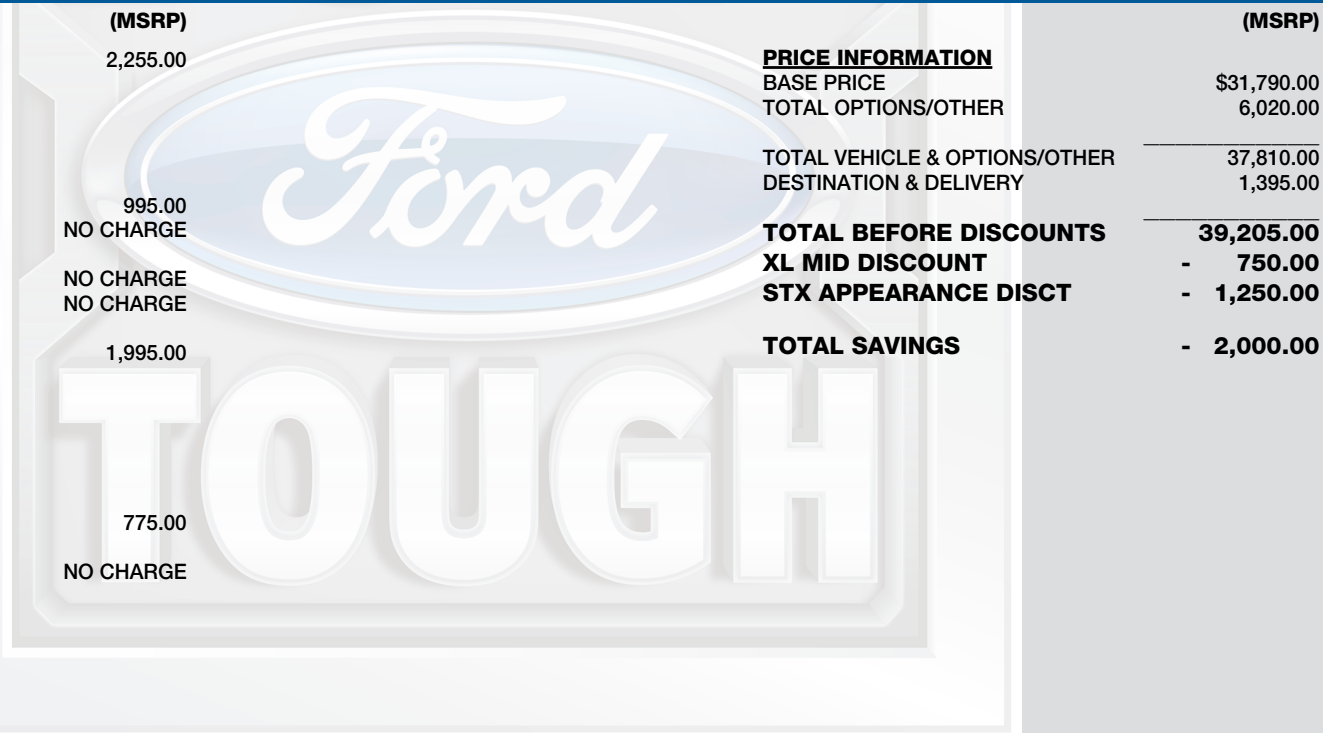 (MSRP)
2,255.00
995.00
NO CHARGE
NO CHARGE
NO CHARGE
1,995.00
775.00
NO CHARGE
Ford
TOUGH
(MSRP)
PRICE INFORMATION
BASE PRICE $31,790.00
TOTAL OPTIONS/OTHER 6,020.00
TOTAL VEHICLE & OPTIONS/OTHER 37,810.00
DESTINATION & DELIVERY 1,395.00
TOTAL BEFORE DISCOUNTS 39,205.00
XL MID DISCOUNT - 750.00
STX APPEARANCE DISCT - 1,250.00
TOTAL SAVINGS - 2,000.00